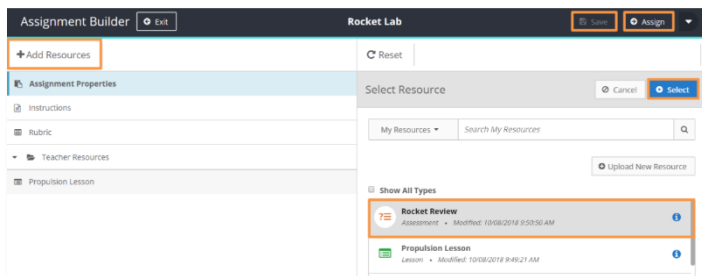 Assignment Builder Exit Rocket Lab Save Assign
+Add Resources Reset
Assignment Properties
Select Resource Cancel Select
Instructions
Rubric
My Resources Search My Resources
Teacher Resources
Upload New Resource
Propulsion Lesson
Show All Types
?
Rocket Review
Assessment • Modified: 10/08/2018 9:50:50 AM
Propulsion Lesson
Lesson • Modified: 10/08/2018 9:49:21 AM